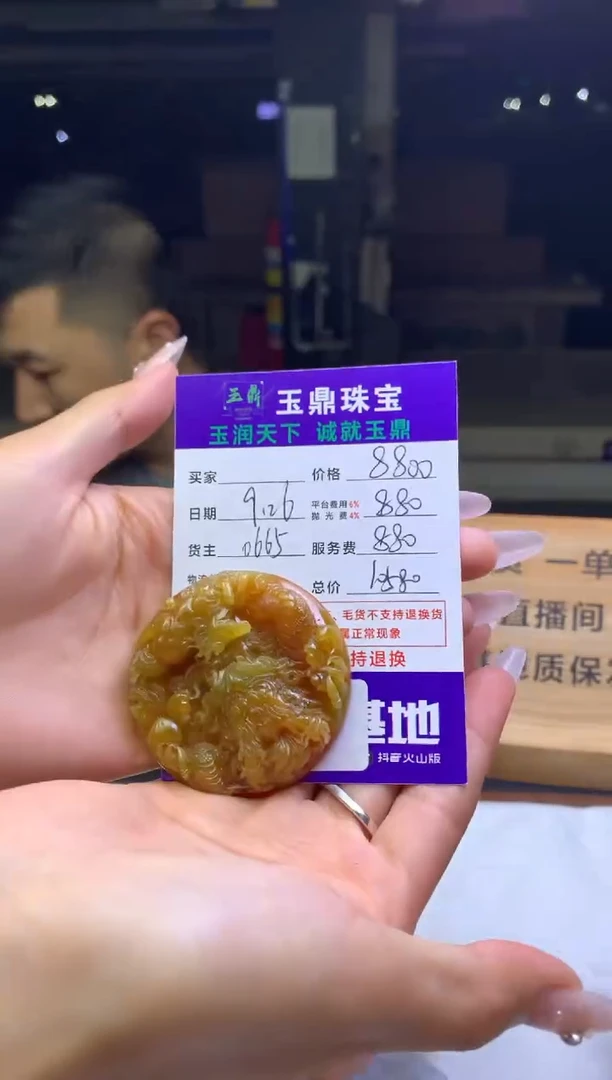 玉鼎 玉鼎珠宝
玉润天下 诚就玉鼎
买家 价格 8800
日期 9.26 平台费用6% 抛光费4% 880
货主 0665 服务费 880
总价 10580
毛货不支持退换货
属正常现象
持退换
基地
抖音火山版
一单
直播间
质保